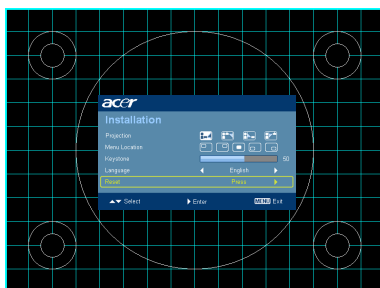 acer
Installation
Projection
Menu Location
Keystone 50
Language English
Reset Press
Select Enter MENU Exit